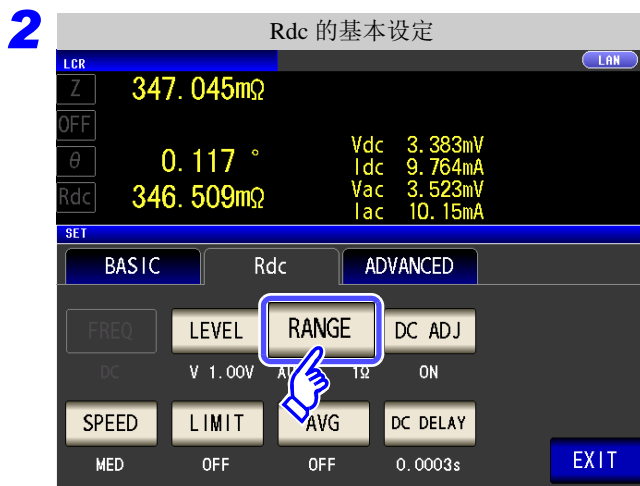 2
Rdc 的基本设定
LCR
LAN
Z 347.045mΩ
OFF
θ 0.117 °
Rdc 346.509mΩ
Vdc 3.383mV
Idc 9.764mA
Vac 3.523mV
Iac 10.15mA
SET
BASIC Rdc ADVANCED
FREQ LEVEL RANGE DC ADJ
DC V 1.00V 1Ω ON
SPEED LIMIT AVG DC DELAY
MED OFF OFF 0.0003s
EXIT